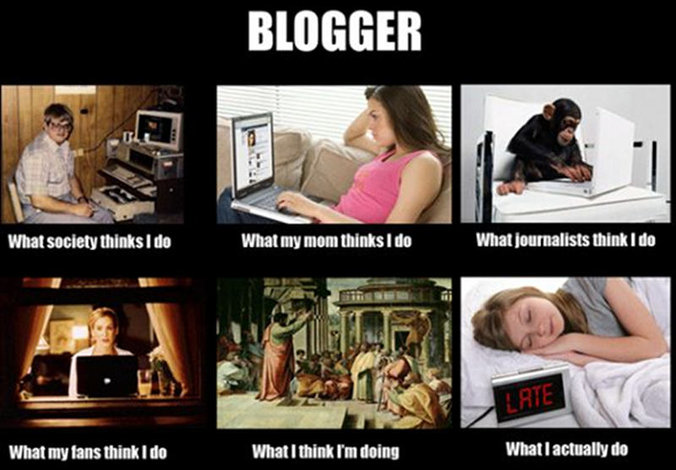 BLOGGER
What society thinks I do
What my mom thinks I do
What journalists think I do
LATE
What my fans think I do
What I think I'm doing
What I actually do